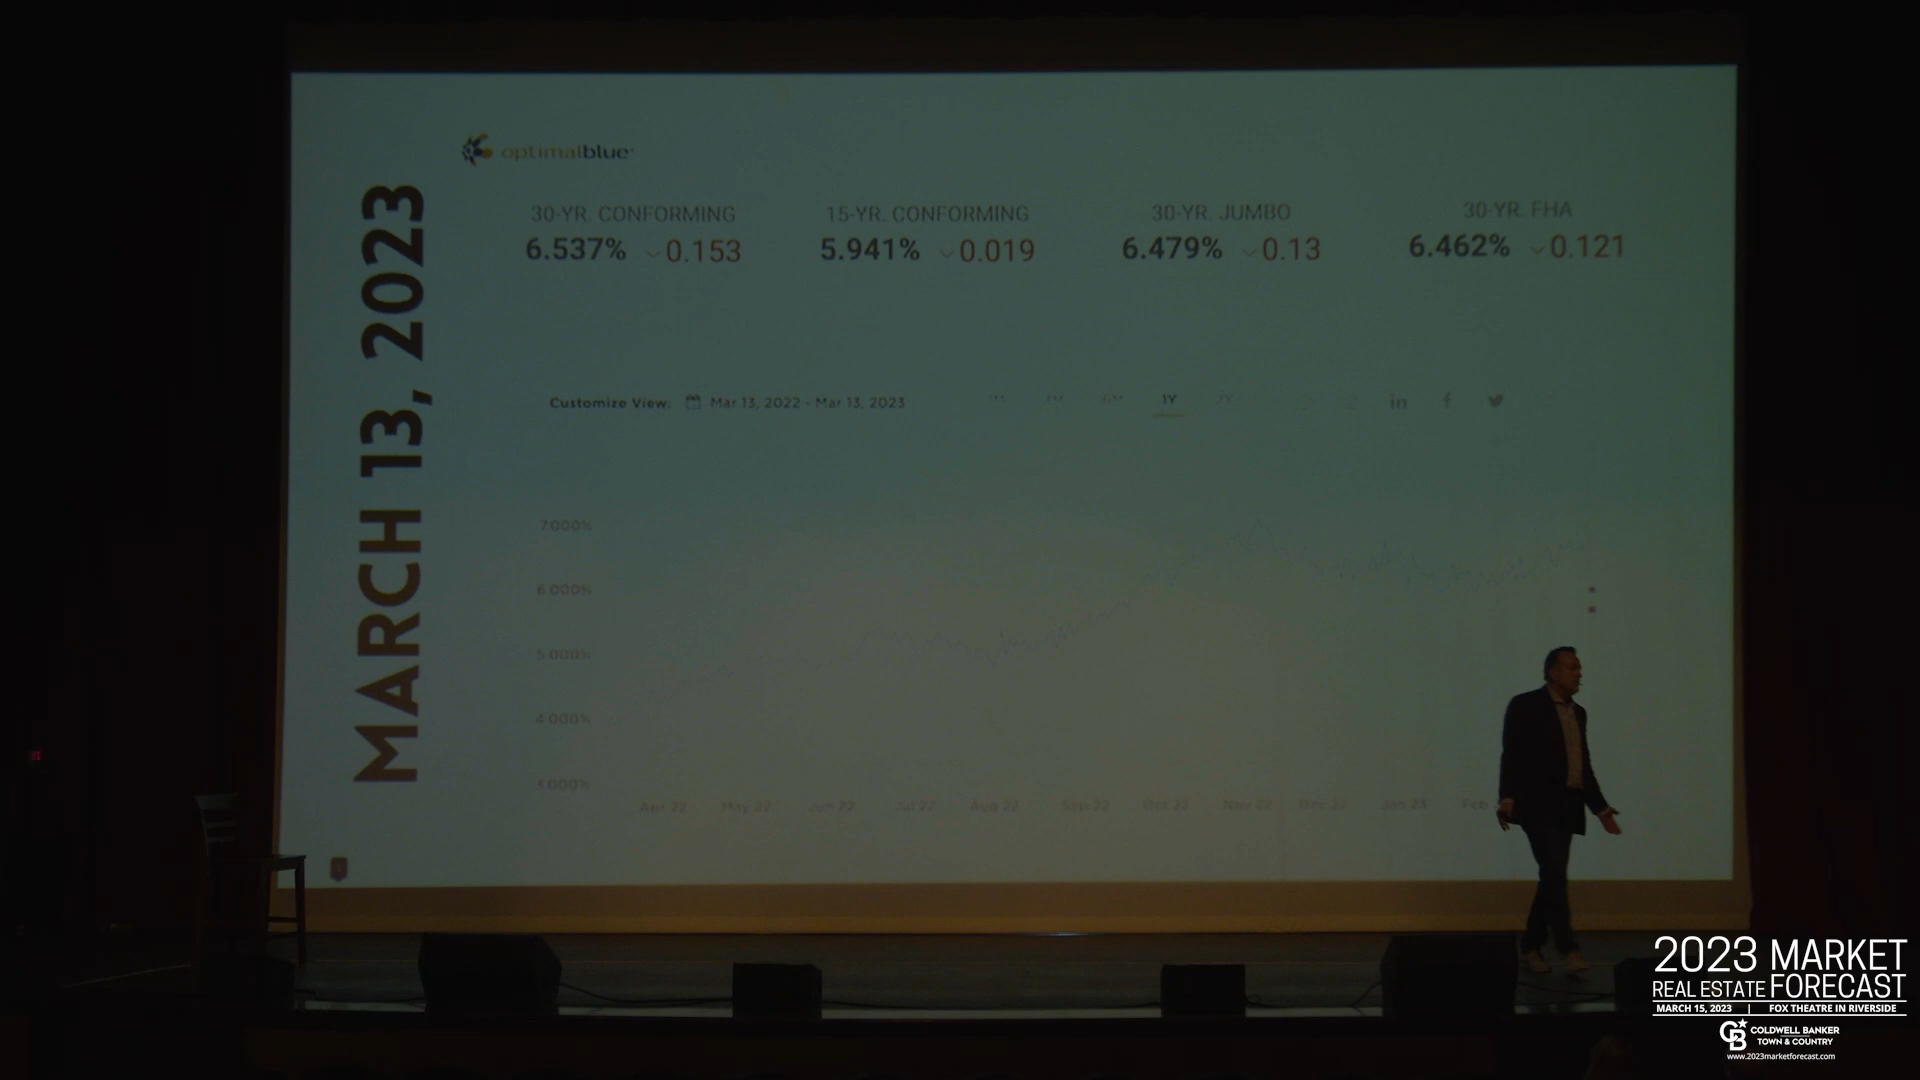 optimalblue
MARCH 13, 2023
30-YR. CONFORMING
6.537% 0.153
15-YR. CONFORMING
5.941% 0.019
30-YR. JUMBO
6.479% 0.13
30-YR. FHA
6.462% 0.121
Customize View: Mar 13, 2022 - Mar 13, 2023
1Y
in f
7.000%
6.000%
5.000%
4.000%
3.000%
Apr 22 May 22 Jun 22 Jul 22 Aug 22 Sep 22 Oct 22 Nov 22 Dec 22 Jan 23 Feb
2023 MARKET
REAL ESTATE FORECAST
MARCH 15, 2023 | FOX THEATRE IN RIVERSIDE
CB COLDWELL BANKER
TOWN & COUNTRY
www.2023marketforecast.com